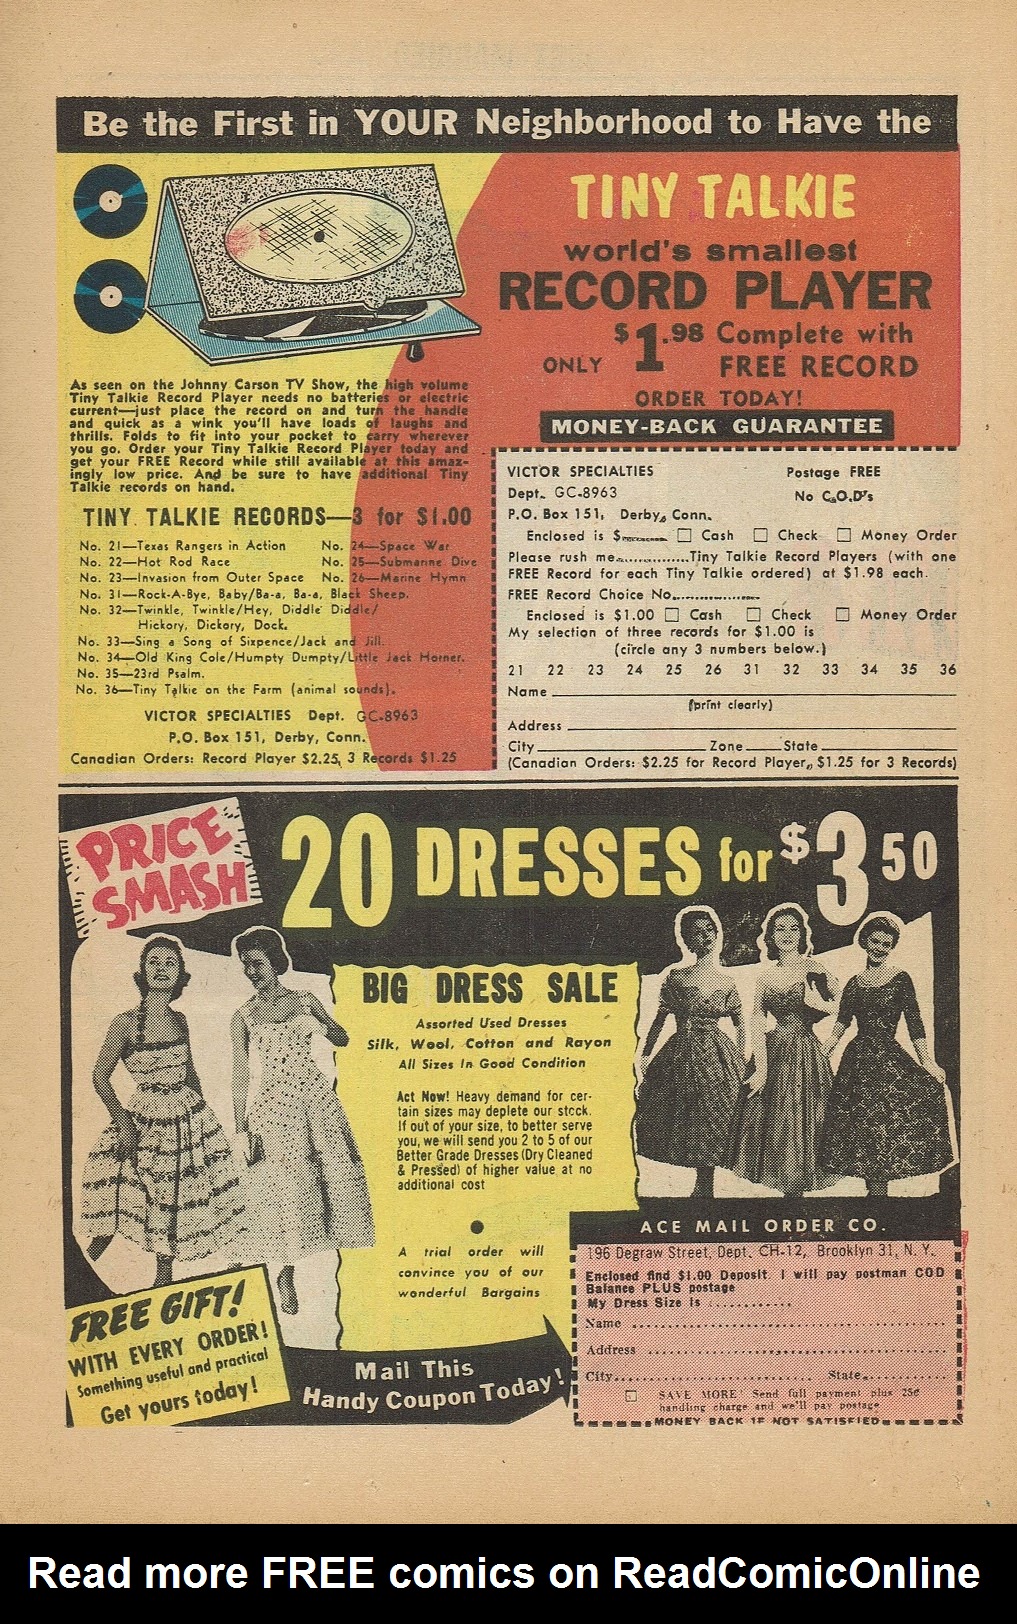 Be the First in YOUR Neighborhood to Have the
TINY TALKIE
world's smallest
RECORD PLAYER
ONLY $1.98 Complete with
FREE RECORD
ORDER TODAY!
MONEY-BACK GUARANTEE
As seen on the Johnny Carson TV Show, the high volume
Tiny Talkie Record Player needs no batteries or electric
current—just place the record on and turn the handle
and quick as a wink you'll have loads of laughs and
thrills. Folds to fit into your pocket to carry wherever
you go. Order your Tiny Talkie Record Player today and
get your FREE Record while still available at this amaz-
ingly low price. And be sure to have additional Tiny
Talkie records on hand.
TINY TALKIE RECORDS—3 for $1.00
No. 21—Texas Rangers in Action No. 24—Space War
No. 22—Hot Rod Race No. 25—Submarine Dive
No. 23—Invasion from Outer Space No. 26—Marine Hymn
No. 31—Rock-A-Bye, Baby/Ba-a, Ba-a, Black Sheep.
No. 32—Twinkle, Twinkle/Hey, Diddle Diddle/
Hickory, Dickory, Dock.
No. 33—Sing a Song of Sixpence/Jack and Jill.
No. 34—Old King Cole/Humpty Dumpty/Little Jack Horner.
No. 35—23rd Psalm.
No. 36—Tiny Talkie on the Farm (animal sounds).
VICTOR SPECIALTIES Dept. GC-8963
P.O. Box 151, Derby, Conn.
Canadian Orders: Record Player $2.25, 3 Records $1.25
VICTOR SPECIALTIES Postage FREE
Dept. GC-8963 No C.O.D's
P.O. Box 151, Derby, Conn.
Enclosed is $........ Cash Check Money Order
Please rush me...............Tiny Talkie Record Players (with one
FREE Record for each Tiny Talkie ordered) at $1.98 each.
FREE Record Choice No...................
Enclosed is $1.00 Cash Check Money Order
My selection of three records for $1.00 is
(circle any 3 numbers below.)
21 22 23 24 25 26 31 32 33 34 35 36
Name
(print clearly)
Address
City Zone State
(Canadian Orders: $2.25 for Record Player, $1.25 for 3 Records)
PRICE
SMASH
20 DRESSES for $3.50
BIG DRESS SALE
Assorted Used Dresses
Silk, Wool, Cotton and Rayon
All Sizes In Good Condition
Act Now! Heavy demand for cer-
tain sizes may deplete our stock.
If out of your size, to better serve
you, we will send you 2 to 5 of our
Better Grade Dresses (Dry Cleaned
& Pressed) of higher value at no
additional cost
A trial order will
convince you of our
wonderful Bargains
FREE GIFT!
WITH EVERY ORDER!
Something useful and practical
Get yours today!
Mail This
Handy Coupon Today!
ACE MAIL ORDER CO.
196 Degraw Street, Dept. CH-12, Brooklyn 31, N. Y.
Enclosed find $1.00 Deposit I will pay postman COD
Balance PLUS postage
My Dress Size is ............
Name
Address
City State
SAVE MORE! Send full payment plus 25¢
handling charge and we'll pay postage
MONEY BACK IF NOT SATISFIED
Read more FREE comics on ReadComicOnline